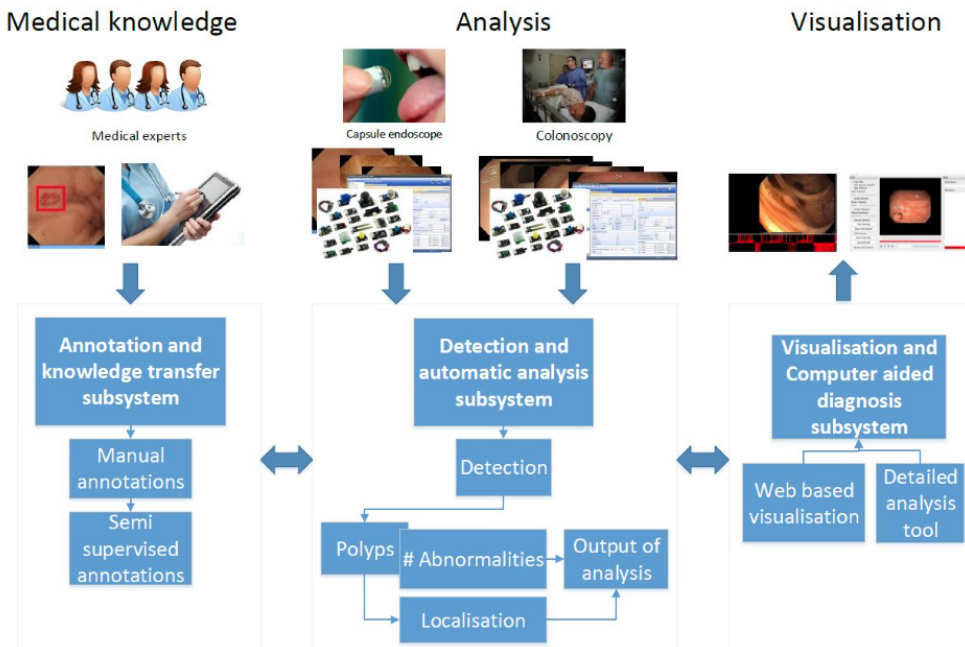 Medical knowledge
Analysis
Visualisation
Medical experts
Capsule endoscope
Colonoscopy
Annotation and
knowledge transfer
subsystem
Manual
annotations
Semi
supervised
annotations
Detection and
automatic analysis
subsystem
Detection
Polyps
# Abnormalities
Output of
analysis
Localisation
Visualisation and
Computer aided
diagnosis
subsystem
Web based
visualisation
Detailed
analysis
tool